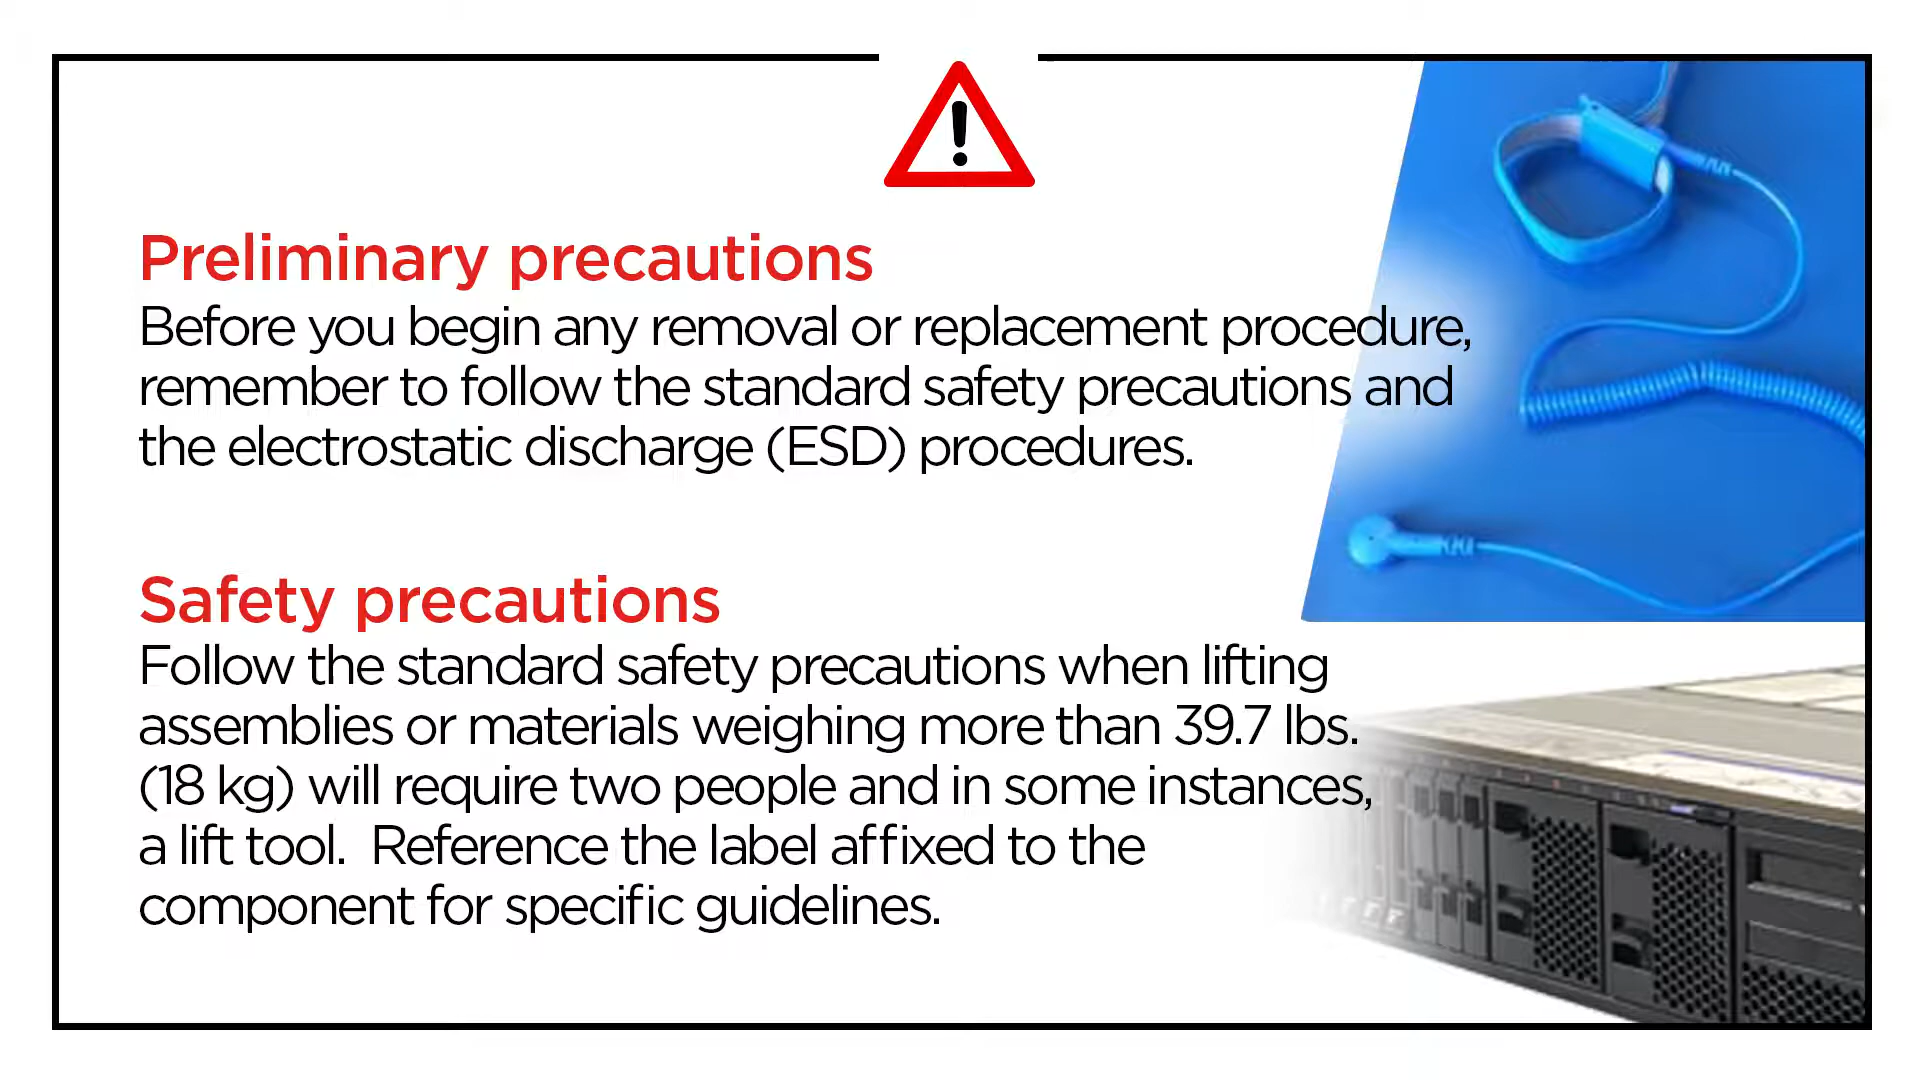 Preliminary precautions
Before you begin any removal or replacement procedure,
remember to follow the standard safety precautions and
the electrostatic discharge (ESD) procedures.
Safety precautions
Follow the standard safety precautions when lifting
assemblies or materials weighing more than 39.7 lbs.
(18 kg) will require two people and in some instances,
a lift tool.  Reference the label affixed to the
component for specific guidelines.